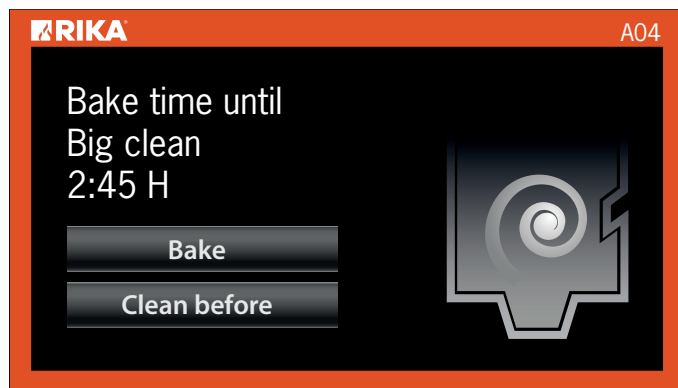 RIKA
A04
Bake time until
Big clean
2:45 H
Bake
Clean before